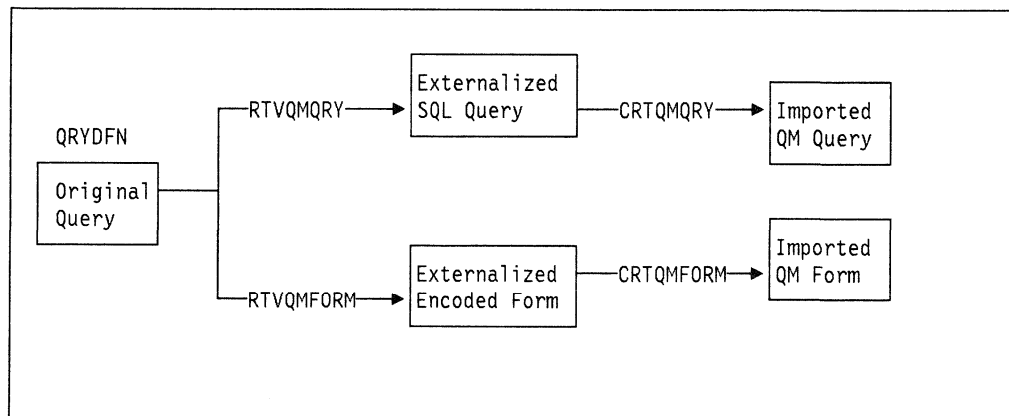 QRYDFN
Original
Query
RTVQMQRY
Externalized
SQL Query
CRTQMQRY
Imported
QM Query
RTVQMFORM
Externalized
Encoded Form
CRTQMFORM
Imported
QM Form